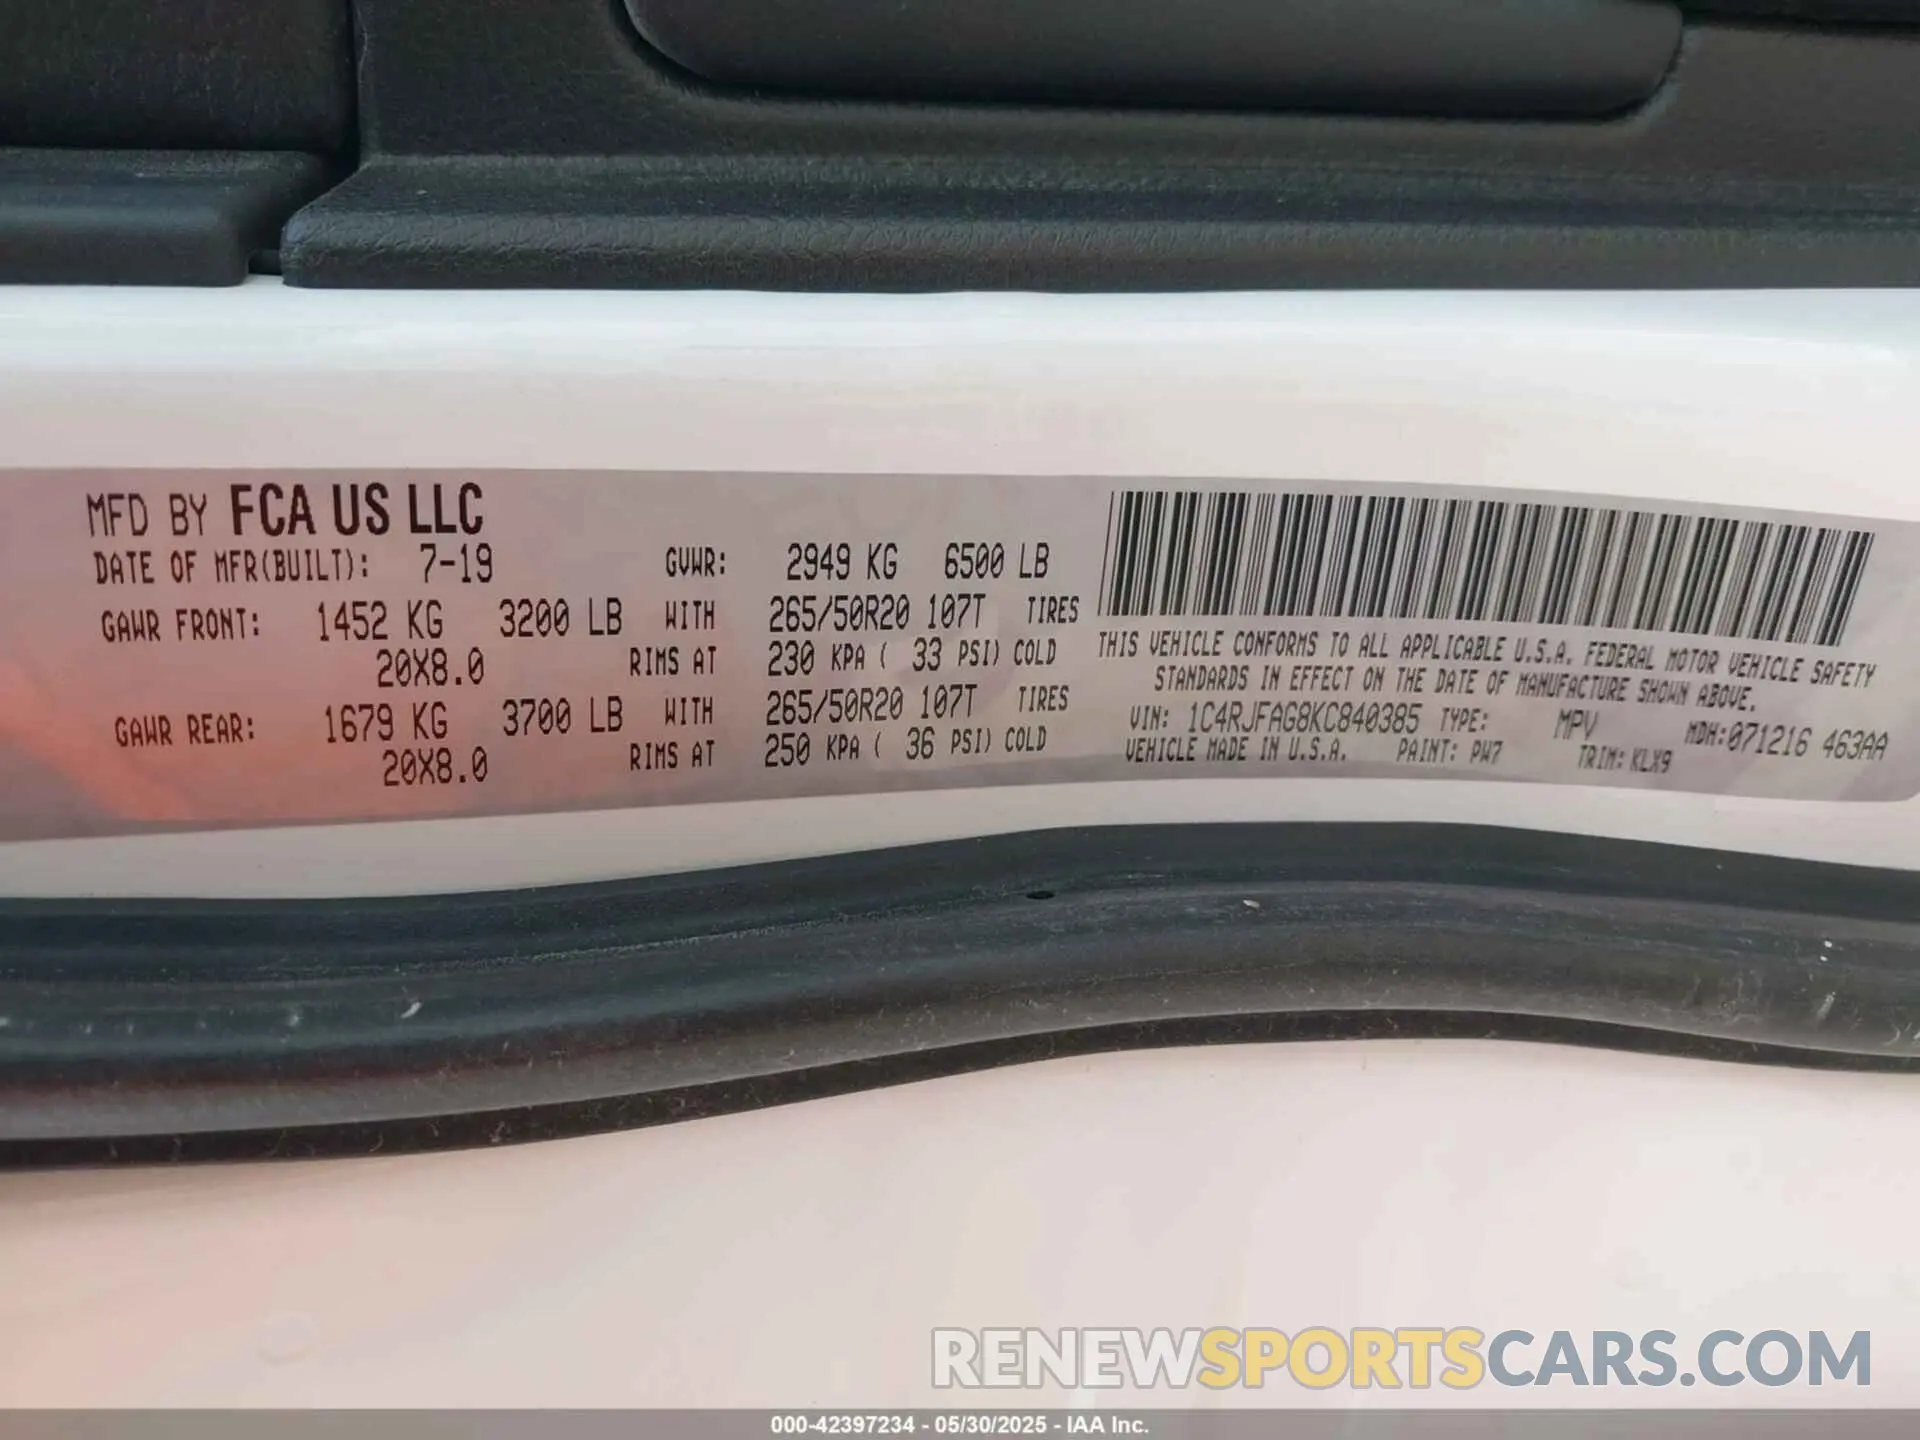 MFD BY FCA US LLC
DATE OF MFR(BUILT): 7-19 GVWR: 2949 KG 6500 LB
GAWR FRONT: 1452 KG 3200 LB WITH 265/50R20 107T TIRES
20X8.0 RIMS AT 230 KPA ( 33 PSI) COLD
GAWR REAR: 1679 KG 3700 LB WITH 265/50R20 107T TIRES
20X8.0 RIMS AT 250 KPA ( 36 PSI) COLD
THIS VEHICLE CONFORMS TO ALL APPLICABLE U.S.A. FEDERAL MOTOR VEHICLE SAFETY
STANDARDS IN EFFECT ON THE DATE OF MANUFACTURE SHOWN ABOVE.
VIN: 1C4RJFAG8KC840385 TYPE: MPV MDH:071216 463AA
VEHICLE MADE IN U.S.A. PAINT: PW7 TRIM: KLX9
RENEWSPORTSCARS.COM
000-42397234 - 05/30/2025 - IAA Inc.